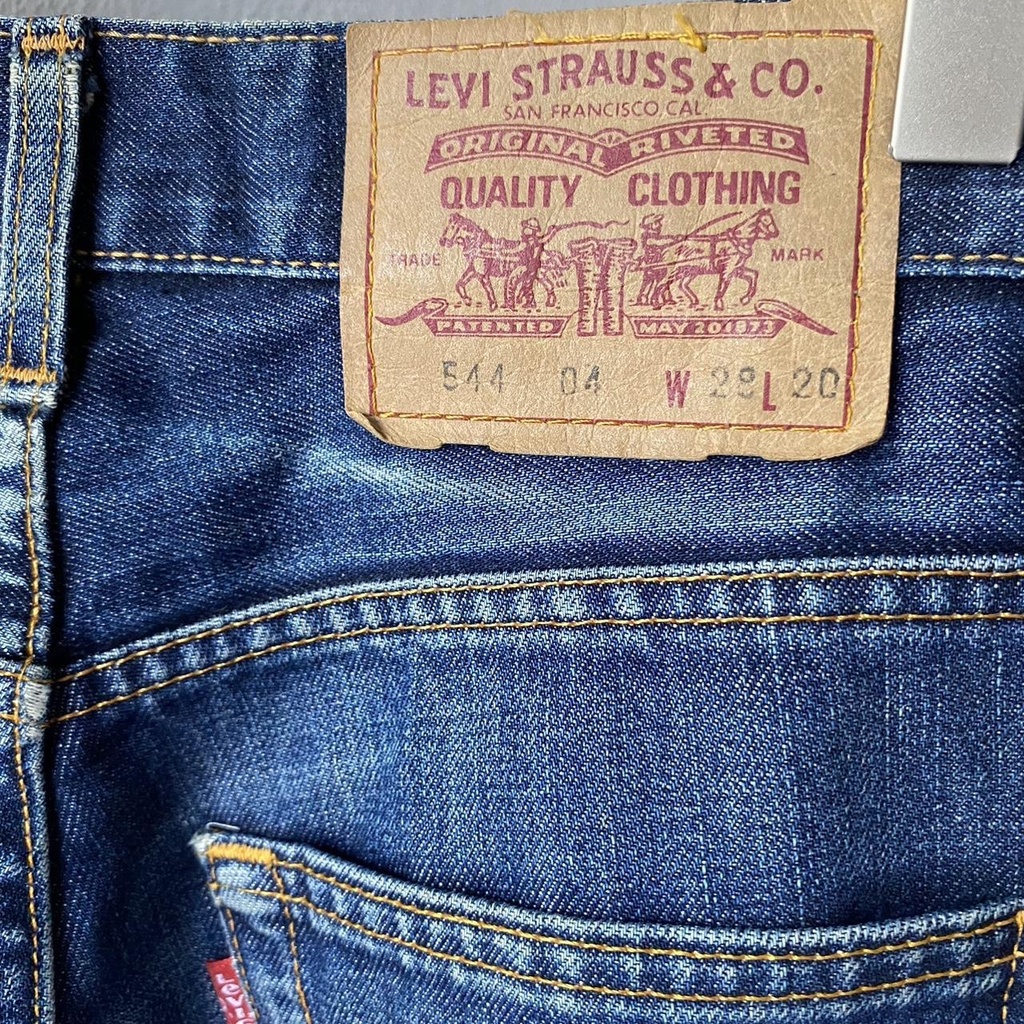 LEVI STRAUSS & CO.
SAN FRANCISCO, CAL
ORIGINAL RIVETED
QUALITY CLOTHING
TRADE MARK
PATENTED MAY 20 1873
544 04 W 28 L 20
LEVI'S